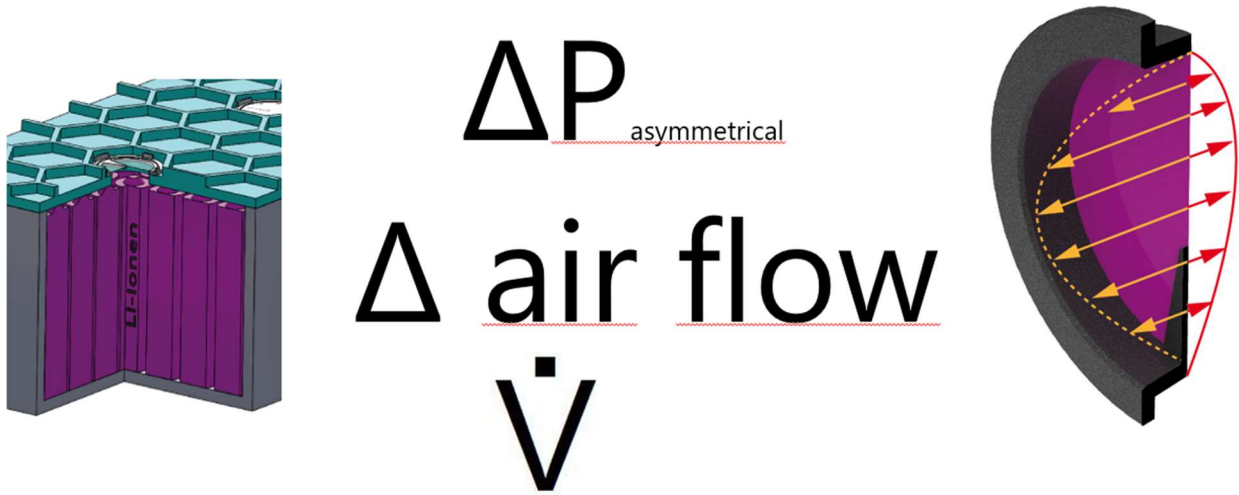 ΔP asymmetrical
LI-Ionen
Δ air flow
V̇